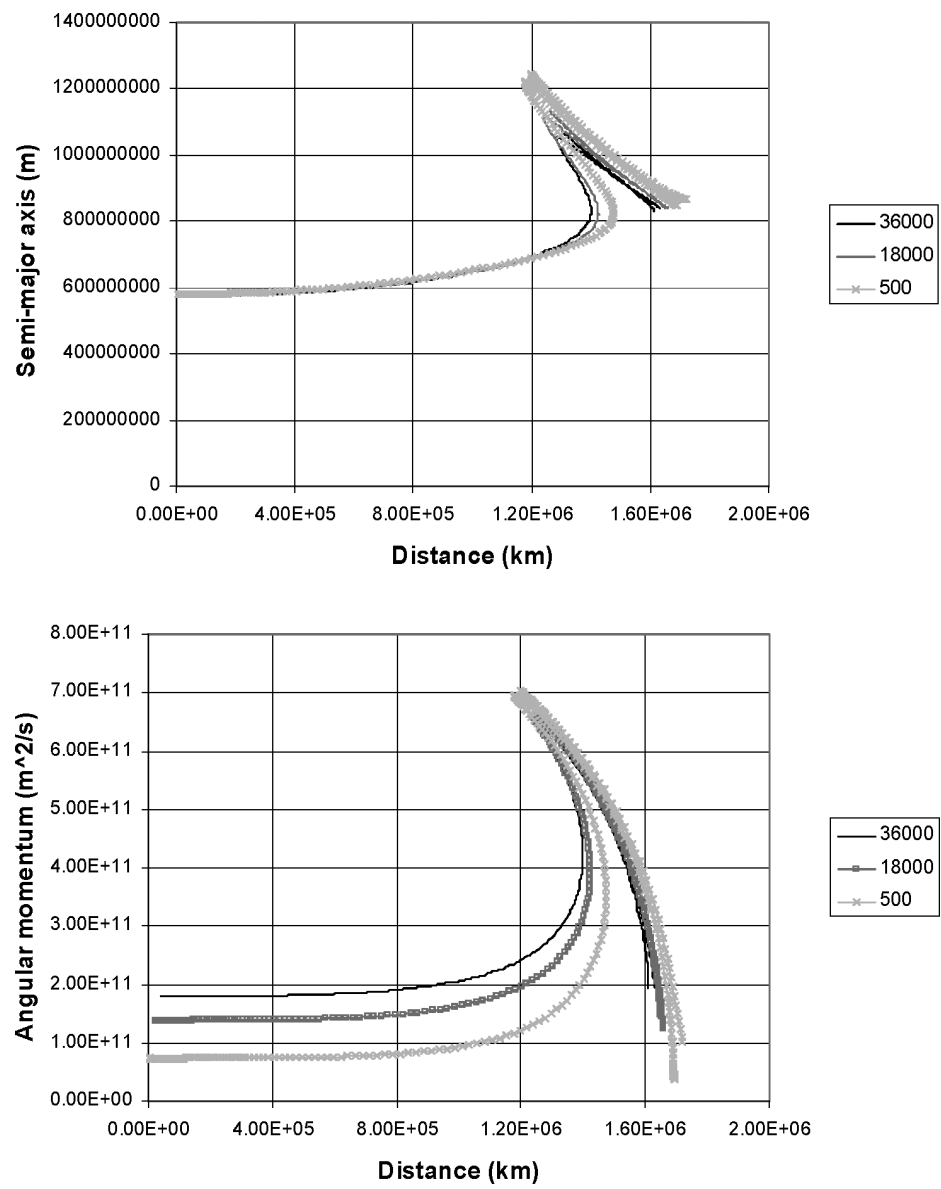 1400000000
1200000000
1000000000
800000000
600000000
400000000
200000000
0
Semi-major axis (m)
0.00E+00 4.00E+05 8.00E+05 1.20E+06 1.60E+06 2.00E+06
Distance (km)
36000
18000
500
8.00E+11
7.00E+11
6.00E+11
5.00E+11
4.00E+11
3.00E+11
2.00E+11
1.00E+11
0.00E+00
Angular momentum (m^2/s)
0.00E+00 4.00E+05 8.00E+05 1.20E+06 1.60E+06 2.00E+06
Distance (km)
36000
18000
500